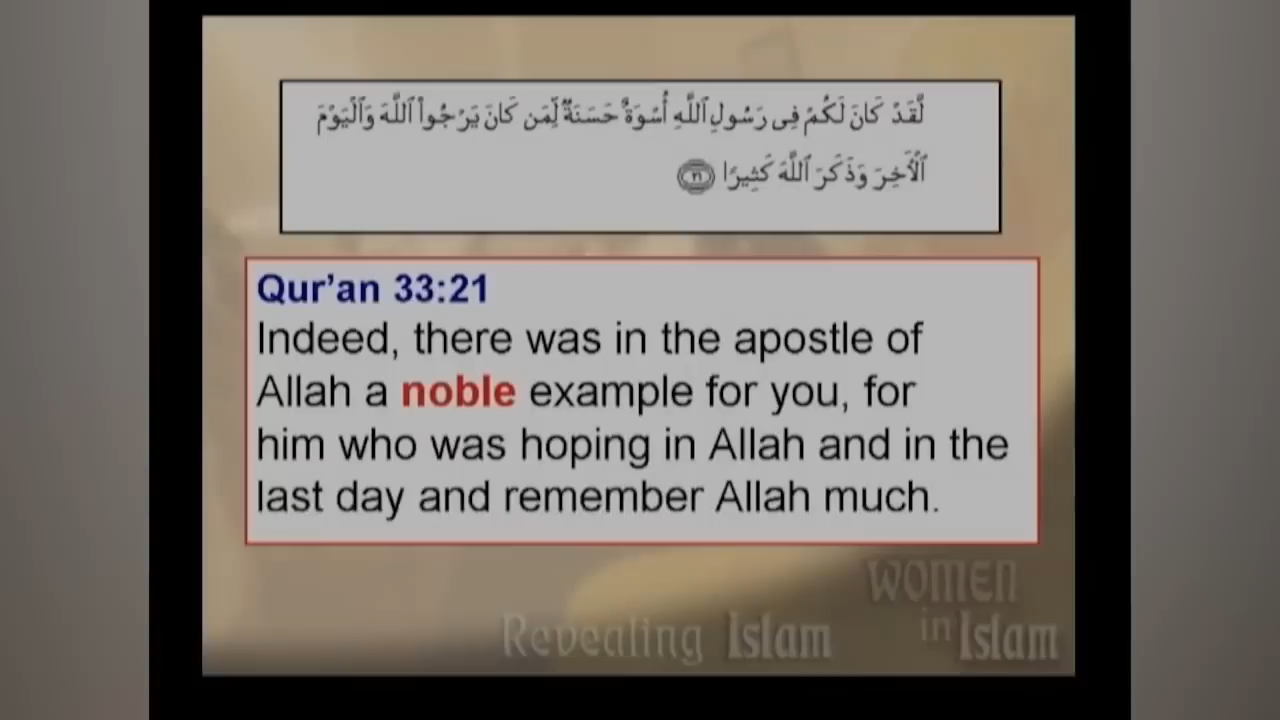 لَّقَدْ كَانَ لَكُمْ فِى رَسُولِ ٱللَّهِ أُسْوَةٌ حَسَنَةٌ لِّمَن كَانَ يَرْجُوا۟ ٱللَّهَ وَٱلْيَوْمَ
ٱلْـَٔاخِرَ وَذَكَرَ ٱللَّهَ كَثِيرًا ٢١
Qur’an 33:21
Indeed, there was in the apostle of
Allah a noble example for you, for
him who was hoping in Allah and in the
last day and remember Allah much.
WOMEN
Revealing Islam in Islam